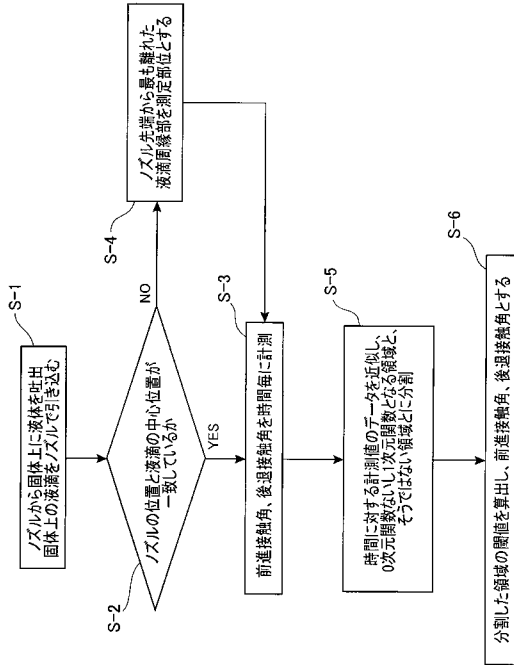 S-1
ノズルから固体上に液体を吐出
固体上の液滴をノズルで引き込む
S-2
ノズルの位置と液滴の中心位置が
一致しているか
NO
YES
S-4
ノズル先端から最も離れた
液滴周縁部を測定部位とする
S-3
前進接触角、後退接触角を時間毎に計測
S-5
時間に対する計測値のデータを近似し、
0次元関数ないし1次元関数となる領域と、
そうではない領域とに分割
S-6
分割した領域の閾値を算出し、前進接触角、後退接触角とする